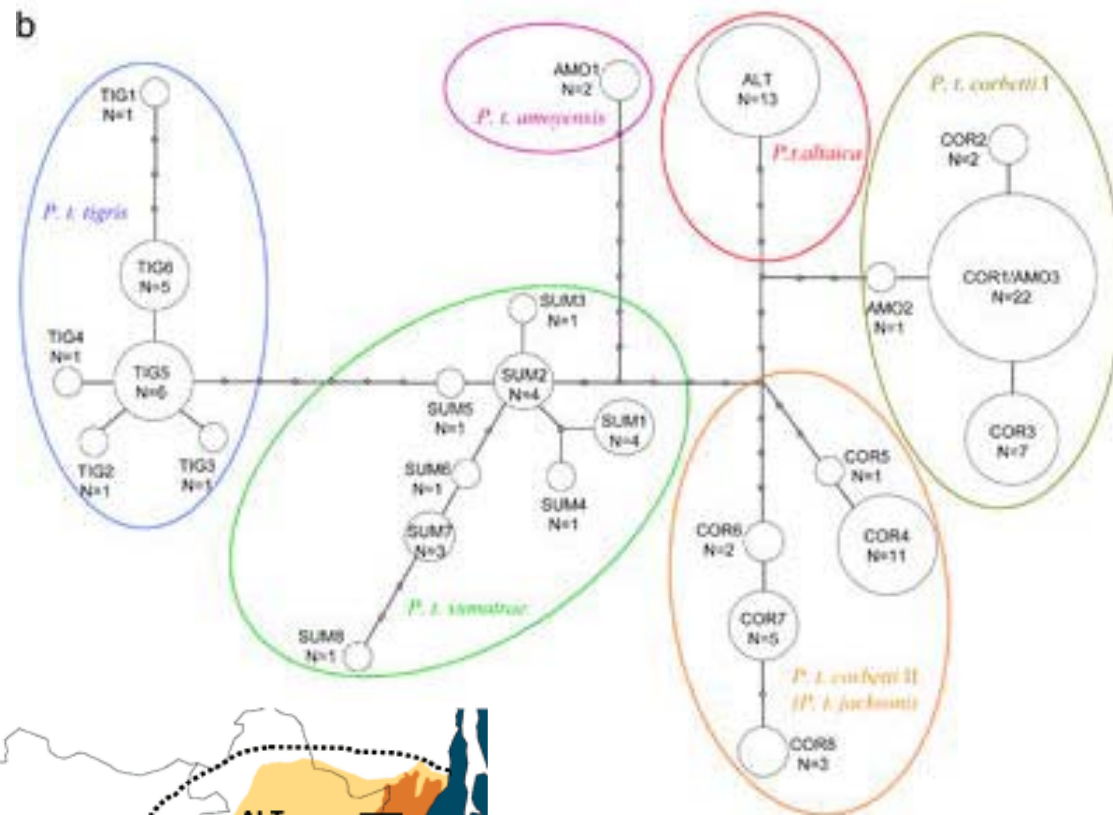 b
TIG1
N=1
P. t. tigris
TIG6
N=5
TIG4
N=1
TIG5
N=6
TIG2
N=1
TIG3
N=1
AMO1
N=2
P. t. amoyensis
ALT
N=13
P.t.altaica
P. t. corbetti I
COR2
N=2
COR1/AMO3
N=22
AMO2
N=1
COR3
N=7
SUM3
N=1
SUM2
N=4
SUM5
N=1
SUM1
N=4
SUM6
N=1
SUM4
N=1
SUM7
N=3
P. t. sumatrae
SUM8
N=1
COR5
N=1
COR6
N=2
COR4
N=11
COR7
N=5
P. t. corbetti II
(P. t. jacksoni)
COR8
N=3
ALT